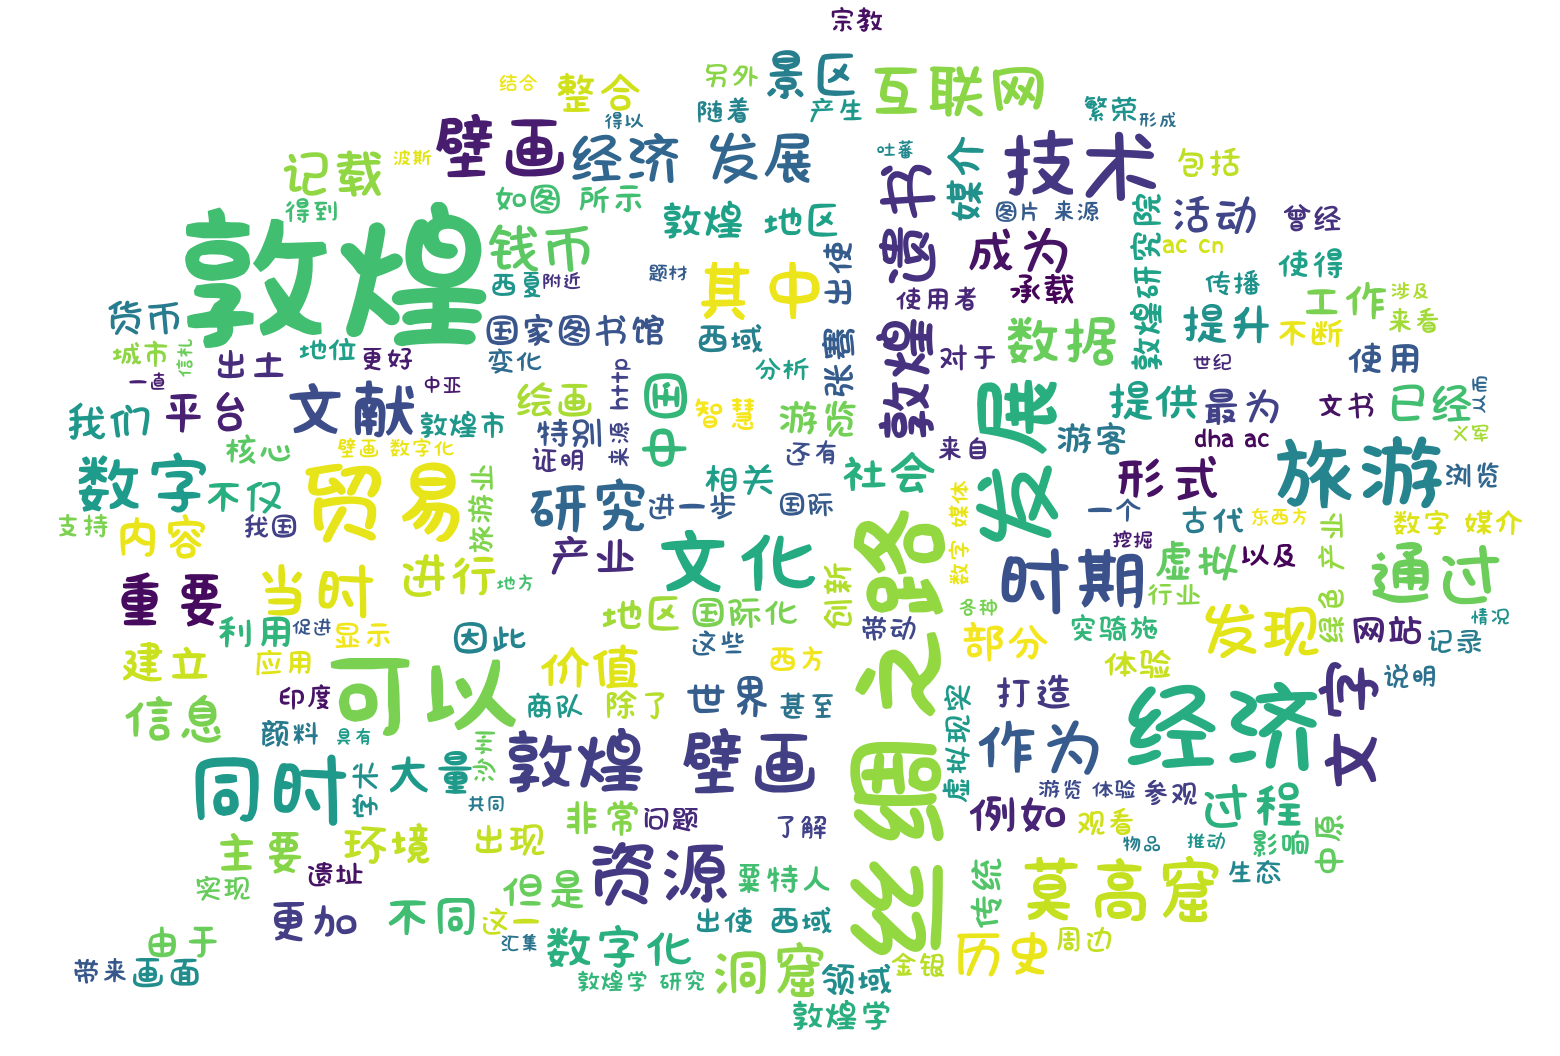 宗教
景区
另外
互联网
结合
整合
随着
产生
繁荣
形成
得以
壁画
经济 发展
技术
记载
波斯
吐蕃
遗书
媒介
包括
如图 所示
得到
敦煌 地区
图片 来源
敦煌研究院
活动
曾经
敦煌
钱币
成为
ac cn
西夏
附近
题材
其中
出使
使用者
承载
传播
使得
货币
国家图书馆
西域
张骞
敦煌
对于
数据
提升
不断
工作
涉及
来看
城市
信札
出土
地位
更好
变化
分析
世纪
使用
一直
中亚
http
来源
中国
我们
平台
文献
敦煌市
绘画
智慧
游览
发展
提供
最为
文书
已经
核心
壁画 数字化
特别
证明
还有
来自
游客
dha ac
义军
数字
不仅
贸易
旅游业
研究
进一步
相关
国际
社会
数字 媒体
形式
旅游
浏览
支持
内容
我国
产业
文化
一个
古代
东西方
绿色 产业
数字 媒介
挖掘
重要
当时
进行
地方
丝绸之路
时期
虚拟
以及
通过
利用
促进
显示
因此
地区
国际化
创新
各种
行业
带动
这些
部分
突骑施
发现
网站
记录
情况
建立
应用
可以
价值
西方
体验
说明
信息
印度
商队
除了
世界
甚至
虚拟现实
打造
经济
文字
颜料
具有
沙州
敦煌 壁画
作为
同时
学长
大量
共同
游览 体验
参观
过程
主要
环境
出现
非常
问题
了解
例如
观看
物品
推动
影响
中原
实现
遗址
资源
粟特人
传统
莫高窟
生态
但是
更加
不同
这一
出使 西域
由于
汇集
数字化
洞窟
金银
历史
周边
带来
画面
敦煌学 研究
领域
敦煌学